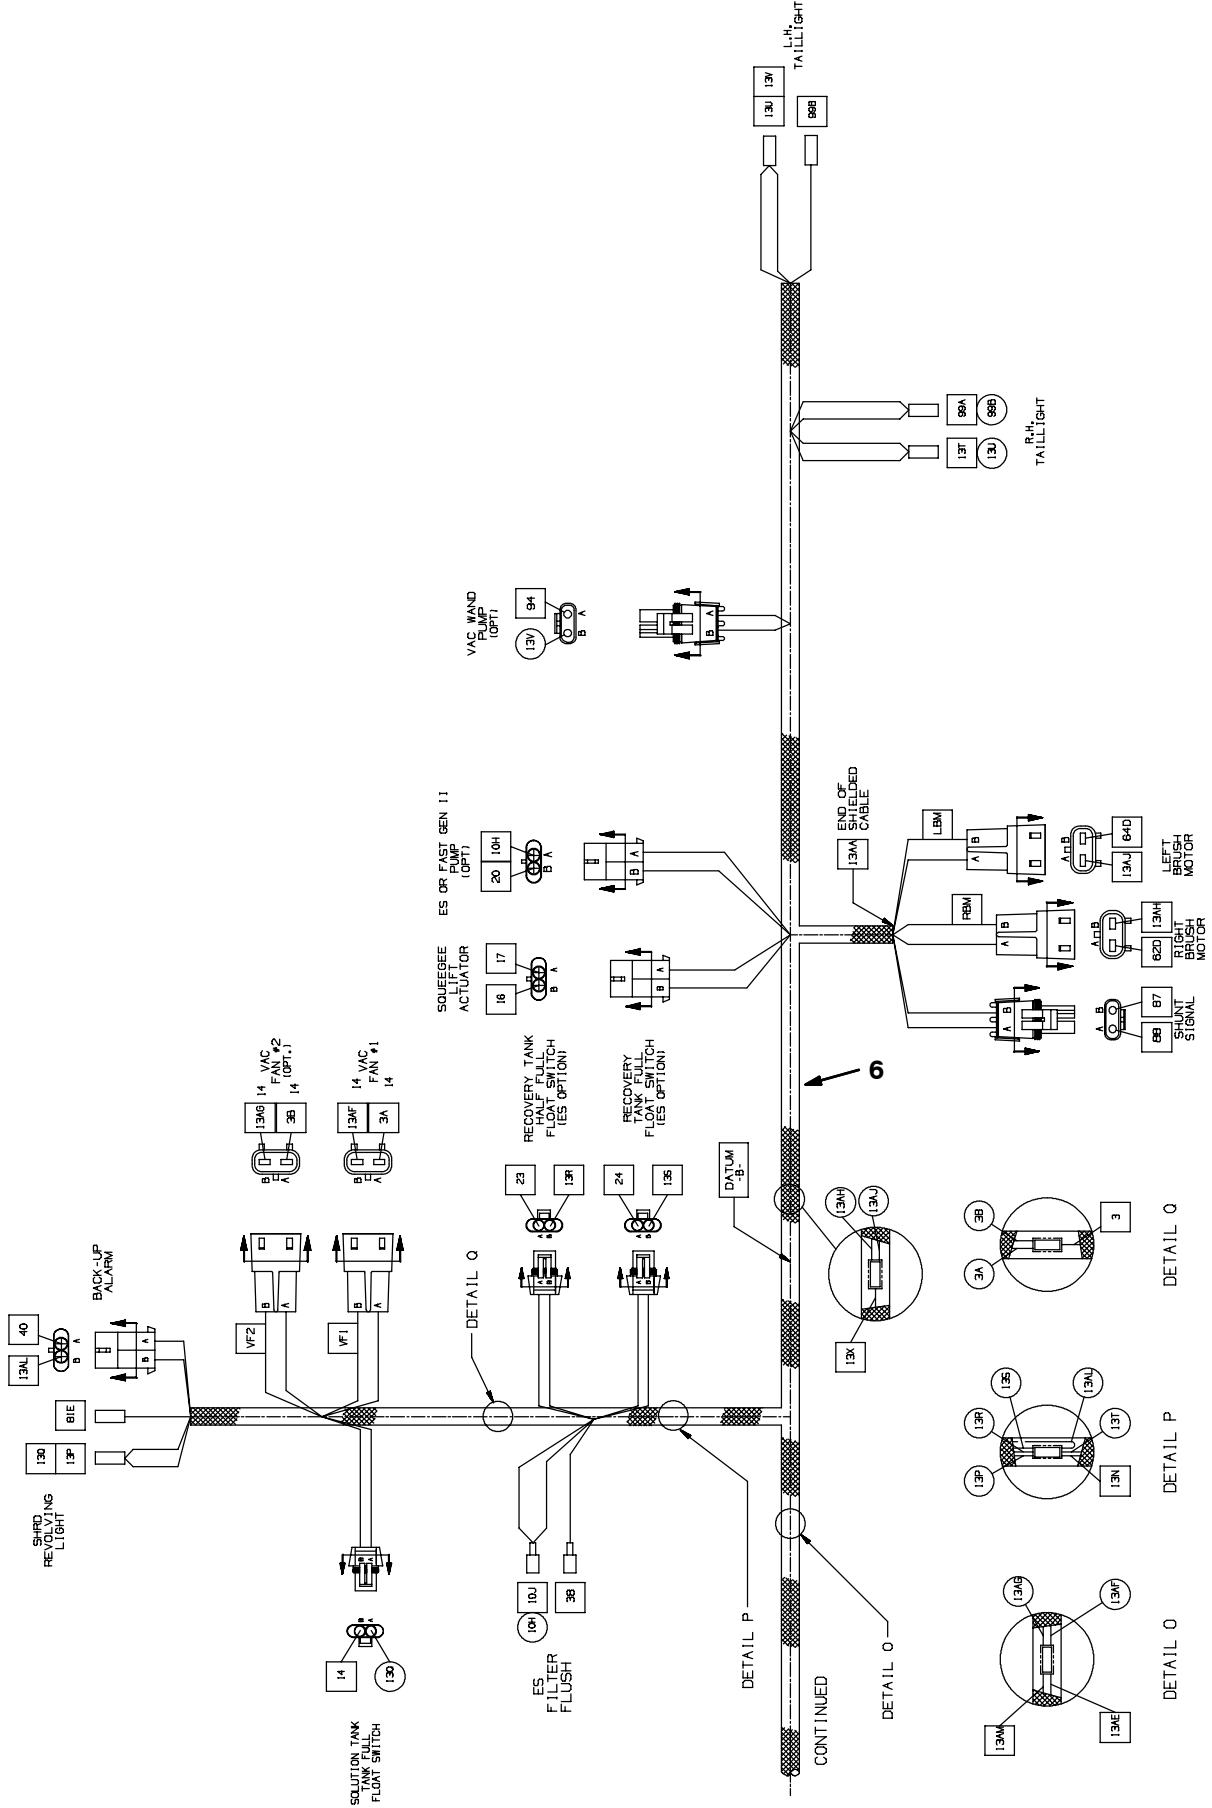 L.H.
TAILLIGHT
13U
13V
99B
99A
99B
13T
13U
R.H.
TAILLIGHT
VAC WAND
PUMP
(OPT)
94
13V
A
B
A
B
ES OR FAST GEN II
PUMP
(OPT)
10H
20
A
B
A
B
SQUEEGEE
LIFT
ACTUATOR
17
16
A
B
A
B
END OF
SHIELDED
CABLE
13AA
LBM
B
A
B
A
64D
13AJ
LEFT
BRUSH
MOTOR
RBM
B
A
B
A
13AH
62D
RIGHT
BRUSH
MOTOR
B
A
B
A
87
88
SHUNT
SIGNAL
6
14 VAC
FAN #2
(OPT.)
14
13AG
3B
B
A
14 VAC
FAN #1
14
13AF
3A
B
A
RECOVERY TANK
HALF FULL
FLOAT SWITCH
(ES OPTION)
23
13R
A
B
A
B
RECOVERY
TANK FULL
FLOAT SWITCH
(ES OPTION)
24
13S
A
B
A
B
DATUM
-B-
13AH
13AJ
13X
BACK-UP
ALARM
40
13AL
A
B
A
B
81E
13Q
13P
SHRD
REVOLVING
LIGHT
VF2
B
A
VF1
B
A
DETAIL Q
B
A
B
A
14
13Q
SOLUTION TANK
TANK FULL
FLOAT SWITCH
10J
10H
38
ES
FILTER
FLUSH
DETAIL P
DETAIL O
CONTINUED
3B
3A
3
DETAIL Q
13S
13R
13P
13AL
13T
13N
DETAIL P
13AG
13AF
13AM
13AE
DETAIL O